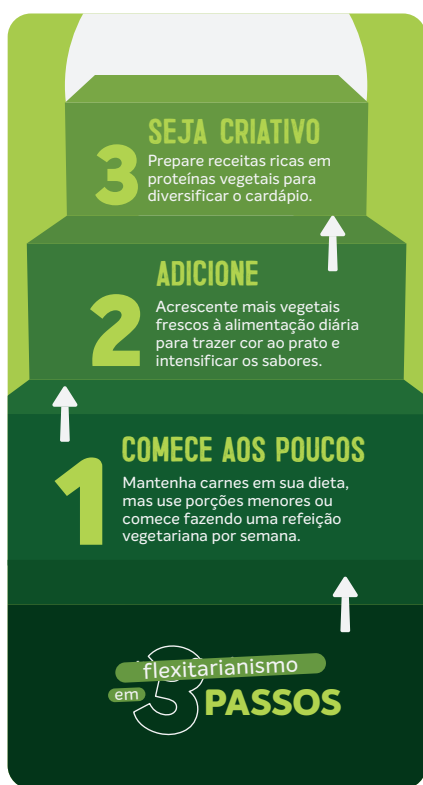 3
SEJA CRIATIVO
Prepare receitas ricas em
proteínas vegetais para
diversificar o cardápio.
2
ADICIONE
Acrescente mais vegetais
frescos à alimentação diária
para trazer cor ao prato e
intensificar os sabores.
1
COMECE AOS POUCOS
Mantenha carnes em sua dieta,
mas use porções menores ou
comece fazendo uma refeição
vegetariana por semana.
flexitarianismo
em 3 PASSOS